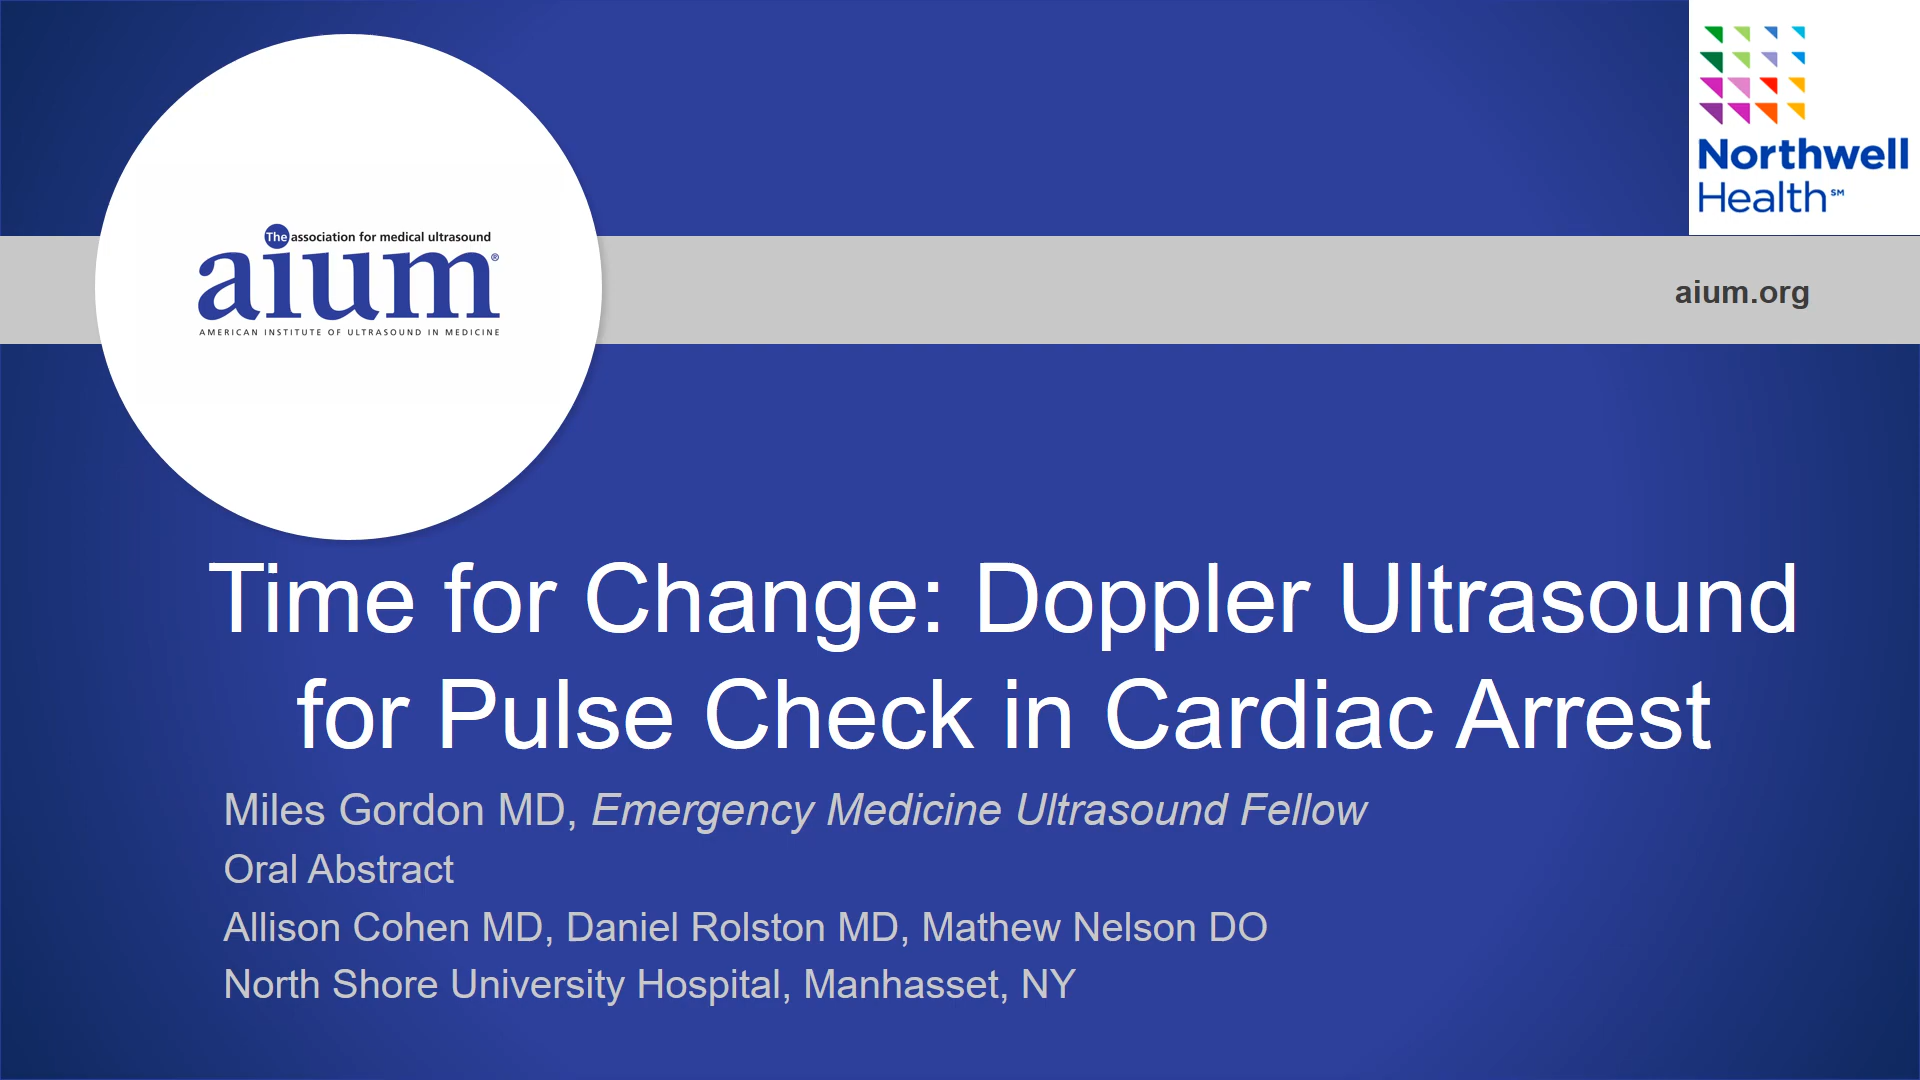 Northwell
Health℠
The association for medical ultrasound
aium®
AMERICAN INSTITUTE OF ULTRASOUND IN MEDICINE
aium.org
Time for Change: Doppler Ultrasound
for Pulse Check in Cardiac Arrest
Miles Gordon MD, Emergency Medicine Ultrasound Fellow
Oral Abstract
Allison Cohen MD, Daniel Rolston MD, Mathew Nelson DO
North Shore University Hospital, Manhasset, NY